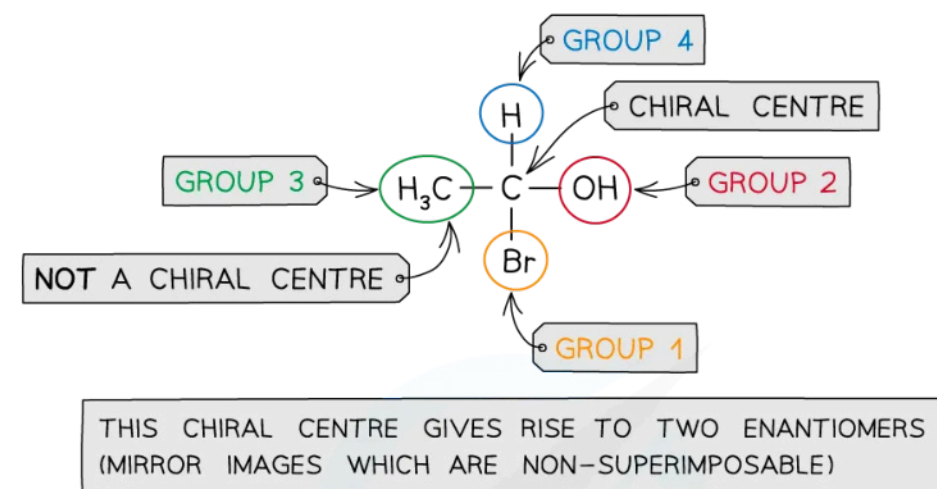 GROUP 4
H
CHIRAL CENTRE
GROUP 3
H₃C
C
OH
GROUP 2
NOT A CHIRAL CENTRE
Br
GROUP 1
THIS CHIRAL CENTRE GIVES RISE TO TWO ENANTIOMERS
(MIRROR IMAGES WHICH ARE NON-SUPERIMPOSABLE)